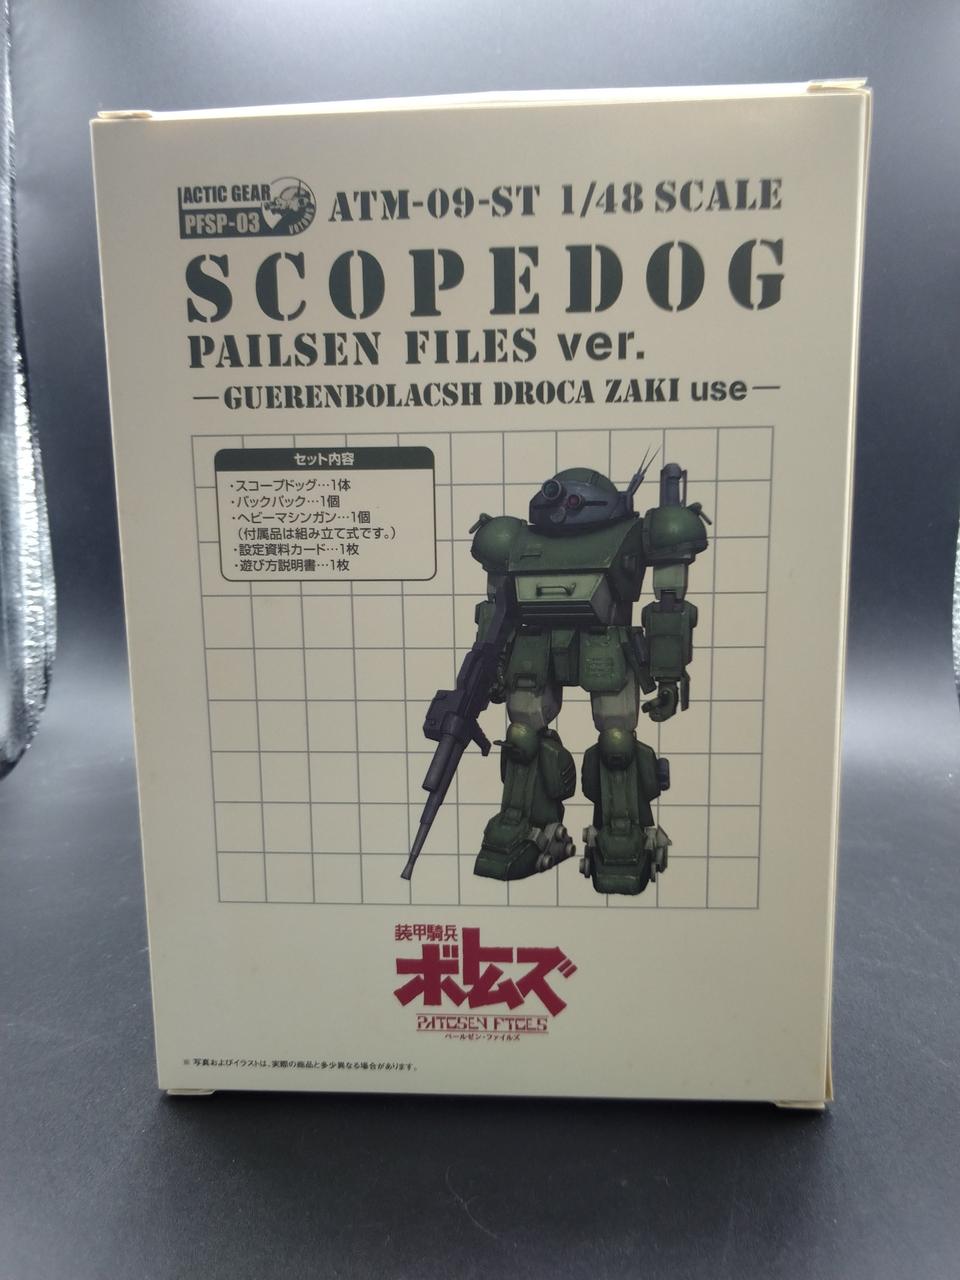 TACTIC GEAR
VOTOMS
PFSP-03
ATM-09-ST 1/48 SCALE
SCOPEDOG
PAILSEN FILES ver.
—GUERENBOLACSH DROCA ZAKI use—
セット内容
・スコープドッグ…1体
・バックパック…1個
・ヘビーマシンガン…1個
（付属品は組み立て式です。）
・設定資料カード…1枚
・遊び方説明書…1枚
装甲騎兵
ボトムズ
PAILSEN FILES
ペールゼン・ファイルズ
※ 写真およびイラストは、実際の商品と多少異なる場合があります。